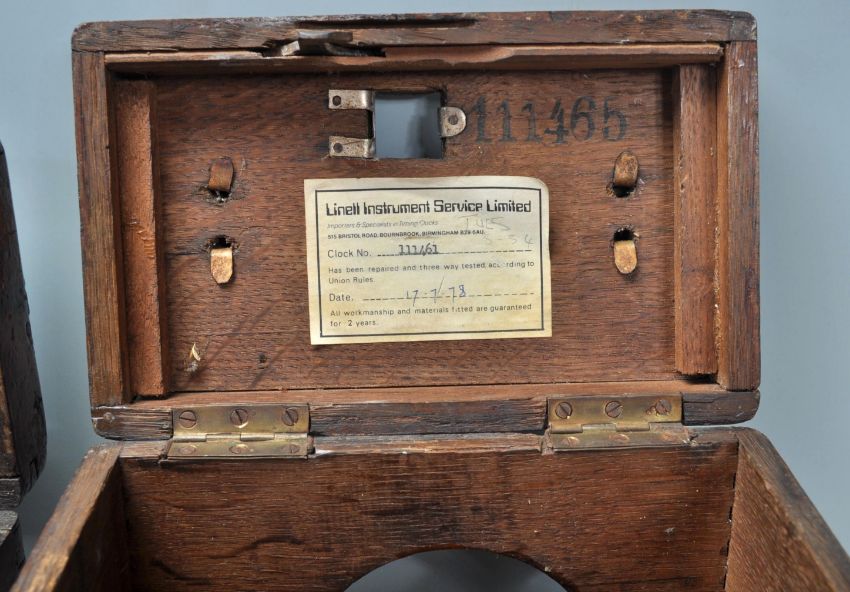 111465
Linell Instrument Service Limited
Importers & Specialists in Timing Clocks
515 BRISTOL ROAD, BOURNBROOK, BIRMINGHAM B29 6AU
Clock No. 111461
Has been repaired and three way tested, according to
Union Rules.
Date. 17-7/78
All workmanship and materials fitted are guaranteed
for 2 years.